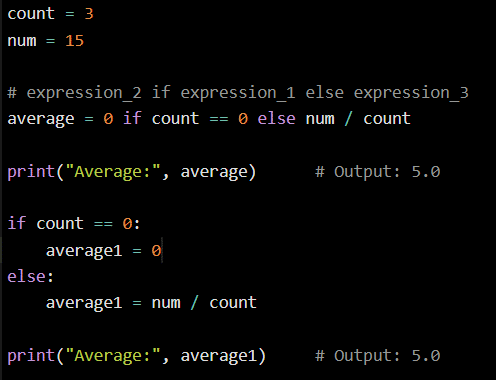 count = 3
num = 15
# expression_2 if expression_1 else expression_3
average = 0 if count == 0 else num / count
print("Average:", average)      # Output: 5.0
if count == 0:
    average1 = 0
else:
    average1 = num / count
print("Average:", average1)     # Output: 5.0